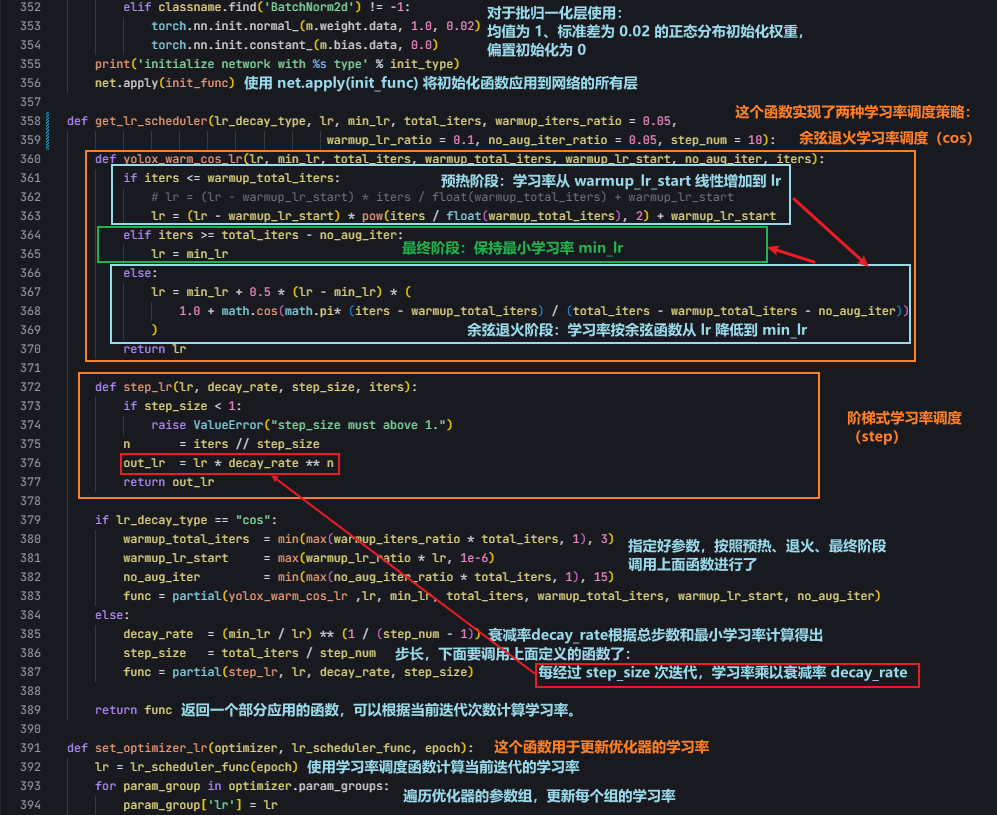 352 elif classname.find('BatchNorm2d') != -1: 对于批归一化层使用：
353 torch.nn.init.normal_(m.weight.data, 1.0, 0.02) 均值为 1、标准差为 0.02 的正态分布初始化权重，
354 torch.nn.init.constant_(m.bias.data, 0.0) 偏置初始化为 0
355 print('initialize network with %s type' % init_type)
356 net.apply(init_func) 使用 net.apply(init_func) 将初始化函数应用到网络的所有层
357
这个函数实现了两种学习率调度策略：
358 def get_lr_scheduler(lr_decay_type, lr, min_lr, total_iters, warmup_iters_ratio = 0.05,
359 warmup_lr_ratio = 0.1, no_aug_iter_ratio = 0.05, step_num = 10): 余弦退火学习率调度（cos）
360 def yolox_warm_cos_lr(lr, min_lr, total_iters, warmup_total_iters, warmup_lr_start, no_aug_iter, iters):
361 if iters <= warmup_total_iters: 预热阶段：学习率从 warmup_lr_start 线性增加到 lr
362 # lr = (lr - warmup_lr_start) * iters / float(warmup_total_iters) + warmup_lr_start
363 lr = (lr - warmup_lr_start) * pow(iters / float(warmup_total_iters), 2) + warmup_lr_start
364 elif iters >= total_iters - no_aug_iter:
最终阶段：保持最小学习率 min_lr
365 lr = min_lr
366 else:
367 lr = min_lr + 0.5 * (lr - min_lr) * (
368 1.0 + math.cos(math.pi* (iters - warmup_total_iters) / (total_iters - warmup_total_iters - no_aug_iter))
369 ) 余弦退火阶段：学习率按余弦函数从 lr 降低到 min_lr
370 return lr
371
372 def step_lr(lr, decay_rate, step_size, iters):
373 if step_size < 1:
374 raise ValueError("step_size must above 1.")
阶梯式学习率调度
（step）
375 n = iters // step_size
376 out_lr = lr * decay_rate ** n
377 return out_lr
378
379 if lr_decay_type == "cos":
380 warmup_total_iters = min(max(warmup_iters_ratio * total_iters, 1), 3) 指定好参数，按照预热、退火、最终阶段
381 warmup_lr_start = max(warmup_lr_ratio * lr, 1e-6) 调用上面函数进行了
382 no_aug_iter = min(max(no_aug_iter_ratio * total_iters, 1), 15)
383 func = partial(yolox_warm_cos_lr ,lr, min_lr, total_iters, warmup_total_iters, warmup_lr_start, no_aug_iter)
384 else:
385 decay_rate = (min_lr / lr) ** (1 / (step_num - 1)) 衰减率decay_rate根据总步数和最小学习率计算得出
386 step_size = total_iters / step_num 步长，下面要调用上面定义的函数了：
387 func = partial(step_lr, lr, decay_rate, step_size) 每经过 step_size 次迭代，学习率乘以衰减率 decay_rate
388
389 return func 返回一个部分应用的函数，可以根据当前迭代次数计算学习率。
390
391 def set_optimizer_lr(optimizer, lr_scheduler_func, epoch): 这个函数用于更新优化器的学习率
392 lr = lr_scheduler_func(epoch) 使用学习率调度函数计算当前迭代的学习率
393 for param_group in optimizer.param_groups: 遍历优化器的参数组，更新每个组的学习率
394 param_group['lr'] = lr